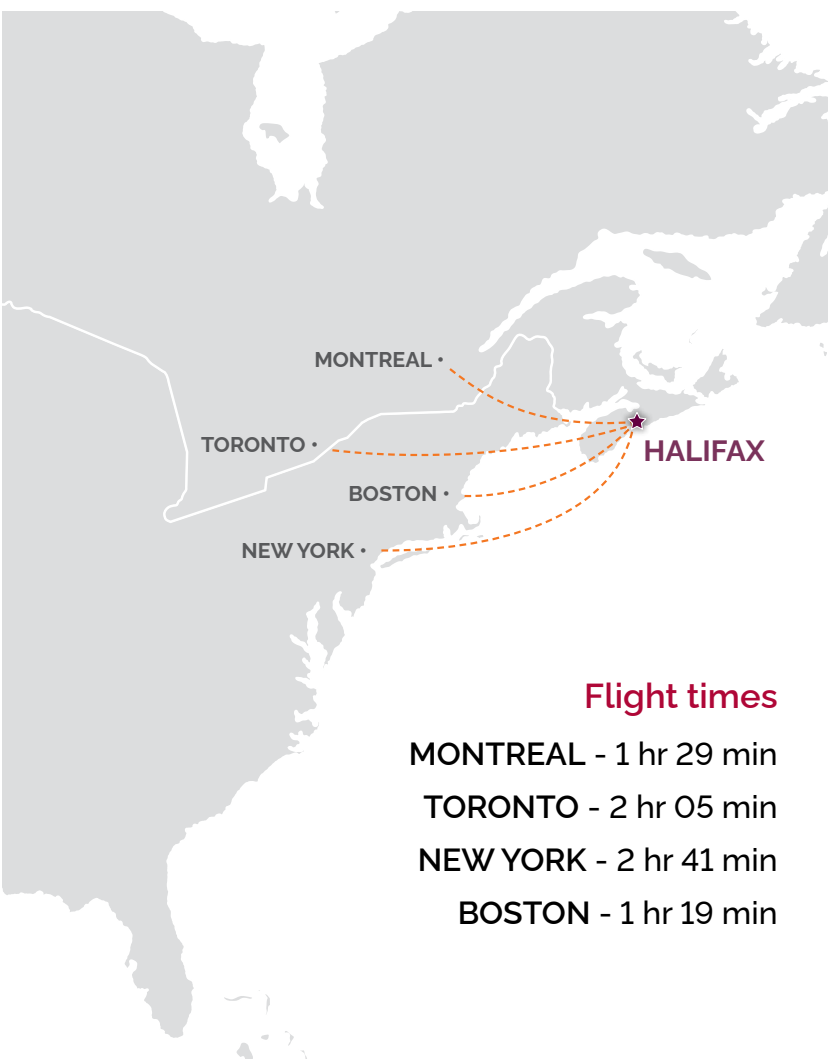 MONTREAL
TORONTO
HALIFAX
BOSTON
NEW YORK
Flight times
MONTREAL - 1 hr 29 min
TORONTO - 2 hr 05 min
NEW YORK - 2 hr 41 min
BOSTON - 1 hr 19 min